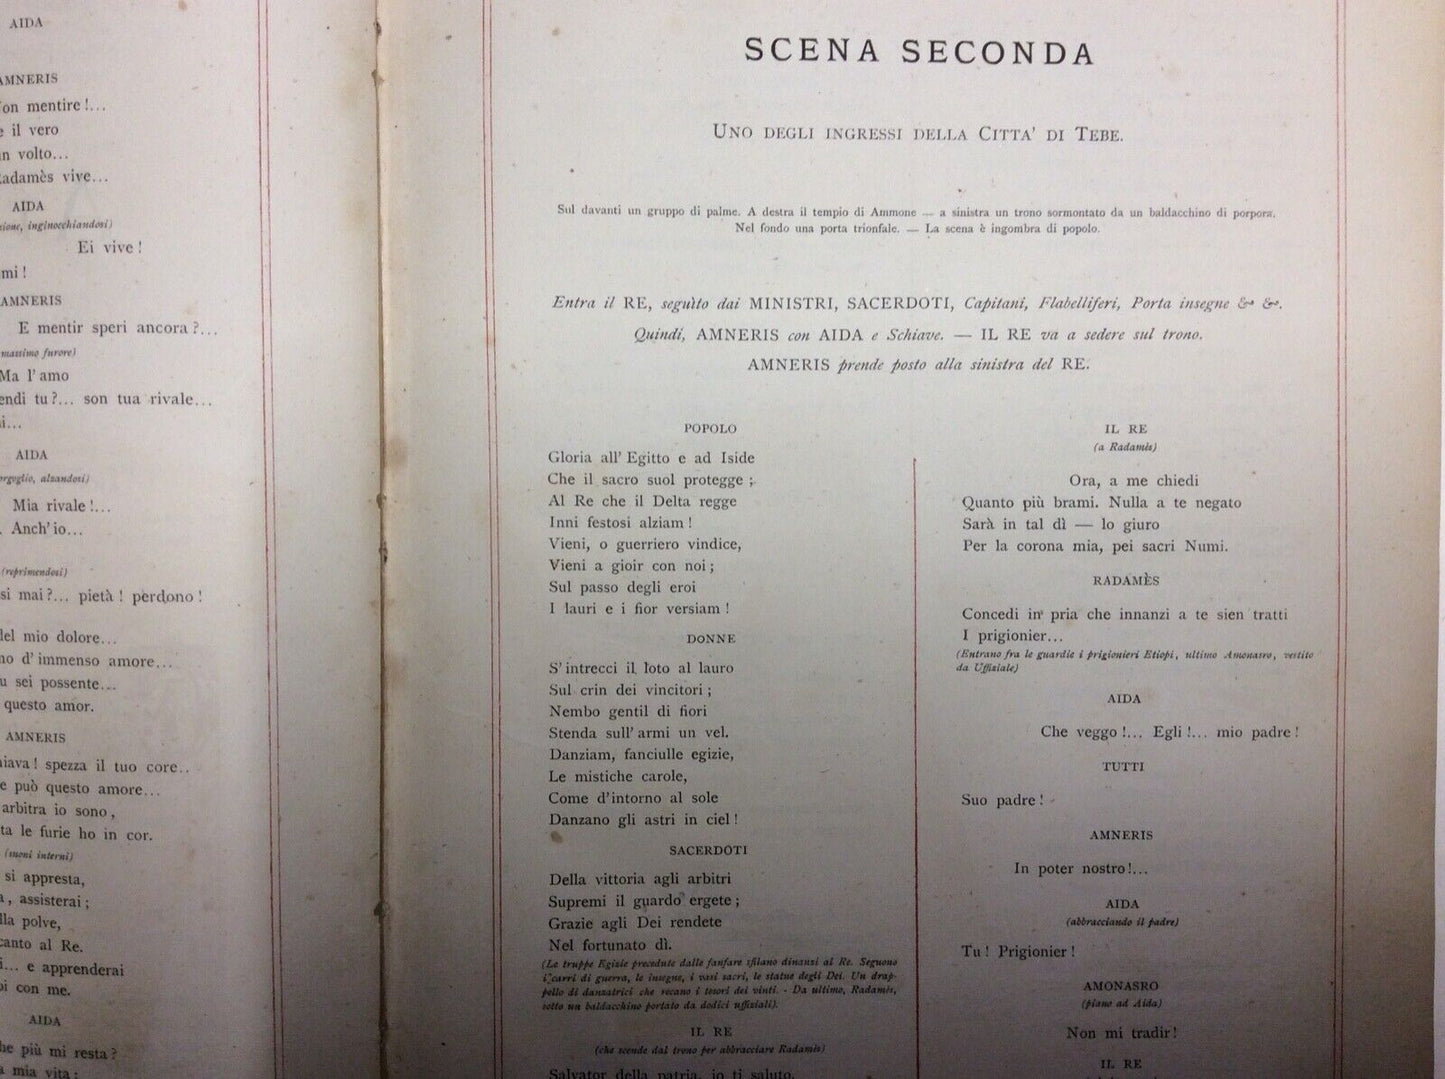 AIDA
AMNERIS
on mentire !...
il vero
n volto...
adamès vive...
AIDA
inginocchiandosi)
Ei vive !
mi !
AMNERIS
E mentir speri ancora ?...
massimo furore)
Ma l' amo
endi tu ?... son tua rivale...
AIDA
alzandosi)
Mia rivale !...
Anch' io...
(reprimendosi)
si mai ?... pietà ! perdono !
del mio dolore...
d' immenso amore...
sei possente...
questo amor.
AMNERIS
spezza il tuo core..
può questo amore...
arbitra io sono,
le furie ho in cor.
(suoni interni)
si appresta,
assisterai ;
polve,
al Re.
e apprenderai
con me.
AIDA
più mi resta ?
mia vita :
SCENA SECONDA
UNO DEGLI INGRESSI DELLA CITTA' DI TEBE.
Sul davanti un gruppo di palme. A destra il tempio di Ammone — a sinistra un trono sormontato da un baldacchino di porpora.
Nel fondo una porta trionfale. — La scena è ingombra di popolo.
Entra il RE, seguìto dai MINISTRI, SACERDOTI, Capitani, Flabelliferi, Porta insegne & &.
Quindi, AMNERIS con AIDA e Schiave. — IL RE va a sedere sul trono.
AMNERIS prende posto alla sinistra del RE.
POPOLO
Gloria all' Egitto e ad Iside
Che il sacro suol protegge ;
Al Re che il Delta regge
Inni festosi alziam !
Vieni, o guerriero vindice,
Vieni a gioir con noi ;
Sul passo degli eroi
I lauri e i fior versiam !
DONNE
S' intrecci il loto al lauro
Sul crin dei vincitori ;
Nembo gentil di fiori
Stenda sull' armi un vel.
Danziam, fanciulle egizie,
Le mistiche carole,
Come d'intorno al sole
Danzano gli astri in ciel !
SACERDOTI
Della vittoria agli arbitri
Supremi il guardo ergete ;
Grazie agli Dei rendete
Nel fortunato dì.
(Le truppe Egizie precedute dalle fanfare sfilano dinanzi al Re. Seguono
i carri di guerra, le insegne, i vasi sacri, le statue degli Dei. Un drap-
pello di danzatrici che recano i tesori dei vinti. - Da ultimo, Radamès,
sotto un baldacchino portato da dodici uffiziali).
IL RE
(che scende dal trono per abbracciare Radamès)
Salvator della patria, io ti saluto.
IL RE
(a Radamès)
Ora, a me chiedi
Quanto più brami. Nulla a te negato
Sarà in tal dì — lo giuro
Per la corona mia, pei sacri Numi.
RADAMÈS
Concedi in pria che innanzi a te sien tratti
I prigionier...
(Entrano fra le guardie i prigionieri Etiopi, ultimo Amonasro, vestito
da Uffiziale)
AIDA
Che veggo !... Egli !... mio padre !
TUTTI
Suo padre !
AMNERIS
In poter nostro !...
AIDA
(abbracciando il padre)
Tu ! Prigionier !
AMONASRO
(piano ad Aida)
Non mi tradir !
IL RE